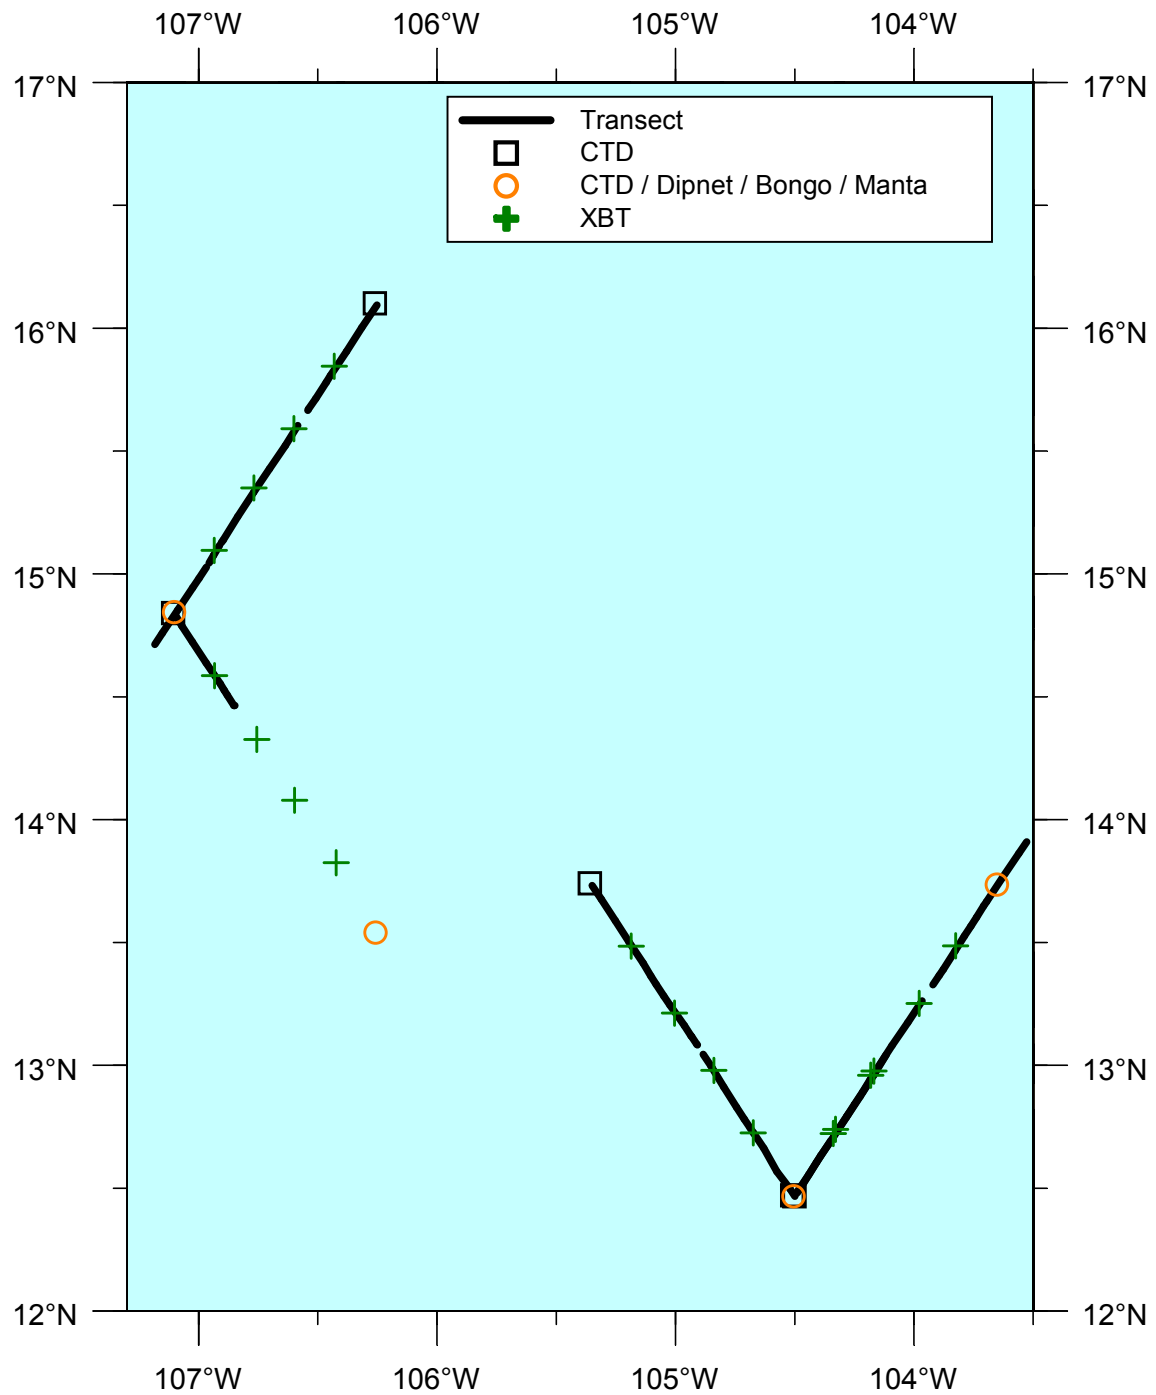 107°W 106°W 105°W 104°W
17°N 17°N
Transect
CTD
CTD / Dipnet / Bongo / Manta
XBT
16°N 16°N
15°N 15°N
14°N 14°N
13°N 13°N
12°N 12°N
107°W 106°W 105°W 104°W